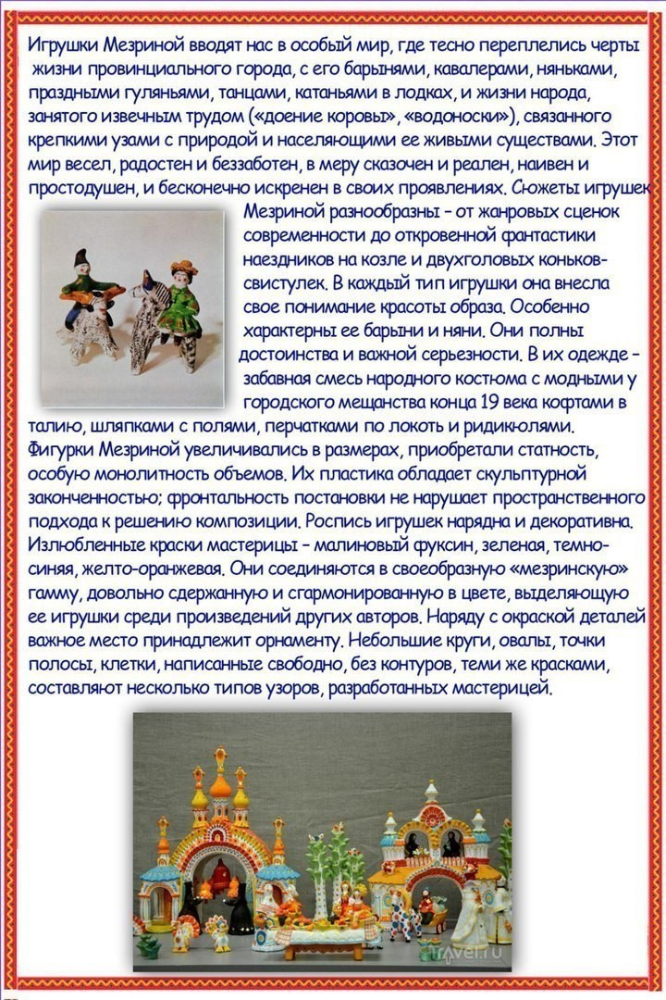 Игрушки Мезриной вводят нас в особый мир, где тесно переплелись черты
жизни провинциального города, с его барынями, кавалерами, няньками,
праздными гуляньями, танцами, катаньями в лодках, и жизни народа,
занятого извечным трудом («доение коровы», «водоноски»), связанного
крепкими узами с природой и населяющими ее живыми существами. Этот
мир весел, радостен и беззаботен, в меру сказочен и реален, наивен и
простодушен, и бесконечно искренен в своих проявлениях. Сюжеты игрушек
Мезриной разнообразны – от жанровых сценок
современности до откровенной фантастики
наездников на козле и двухголовых коньков-
свистулек. В каждый тип игрушки она внесла
свое понимание красоты образа. Особенно
характерны ее барыни и няни. Они полны
достоинства и важной серьезности. В их одежде –
забавная смесь народного костюма с модными у
городского мещанства конца 19 века кофтами в
талию, шляпками с полями, перчатками по локоть и ридикюлями.
Фигурки Мезриной увеличивались в размерах, приобретали статность,
особую монолитность объемов. Их пластика обладает скульптурной
законченностью; фронтальность постановки не нарушает пространственного
подхода к решению композиции. Роспись игрушек нарядна и декоративна.
Излюбленные краски мастерицы – малиновый фуксин, зеленая, темно-
синяя, желто-оранжевая. Они соединяются в своеобразную «мезринскую»
гамму, довольно сдержанную и сгармонированную в цвете, выделяющую
ее игрушки среди произведений других авторов. Наряду с окраской деталей
важное место принадлежит орнаменту. Небольшие круги, овалы, точки
полосы, клетки, написанные свободно, без контуров, теми же красками,
составляют несколько типов узоров, разработанных мастерицей.
Travel.ru